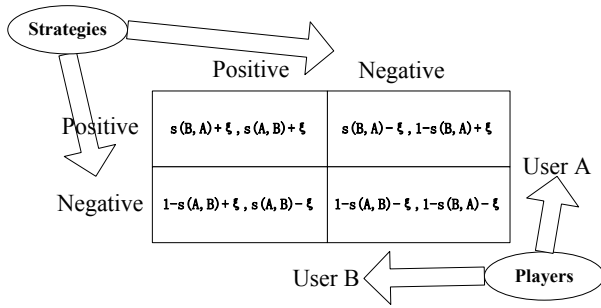 Strategies
Positive Negative
Positive
s(B, A)+ξ, s(A, B)+ξ
s(B, A)−ξ, 1−s(B, A)+ξ
User A
Negative
1−s(A, B)+ξ, s(A, B)−ξ
1−s(A, B)−ξ, 1−s(B, A)−ξ
User B
Players